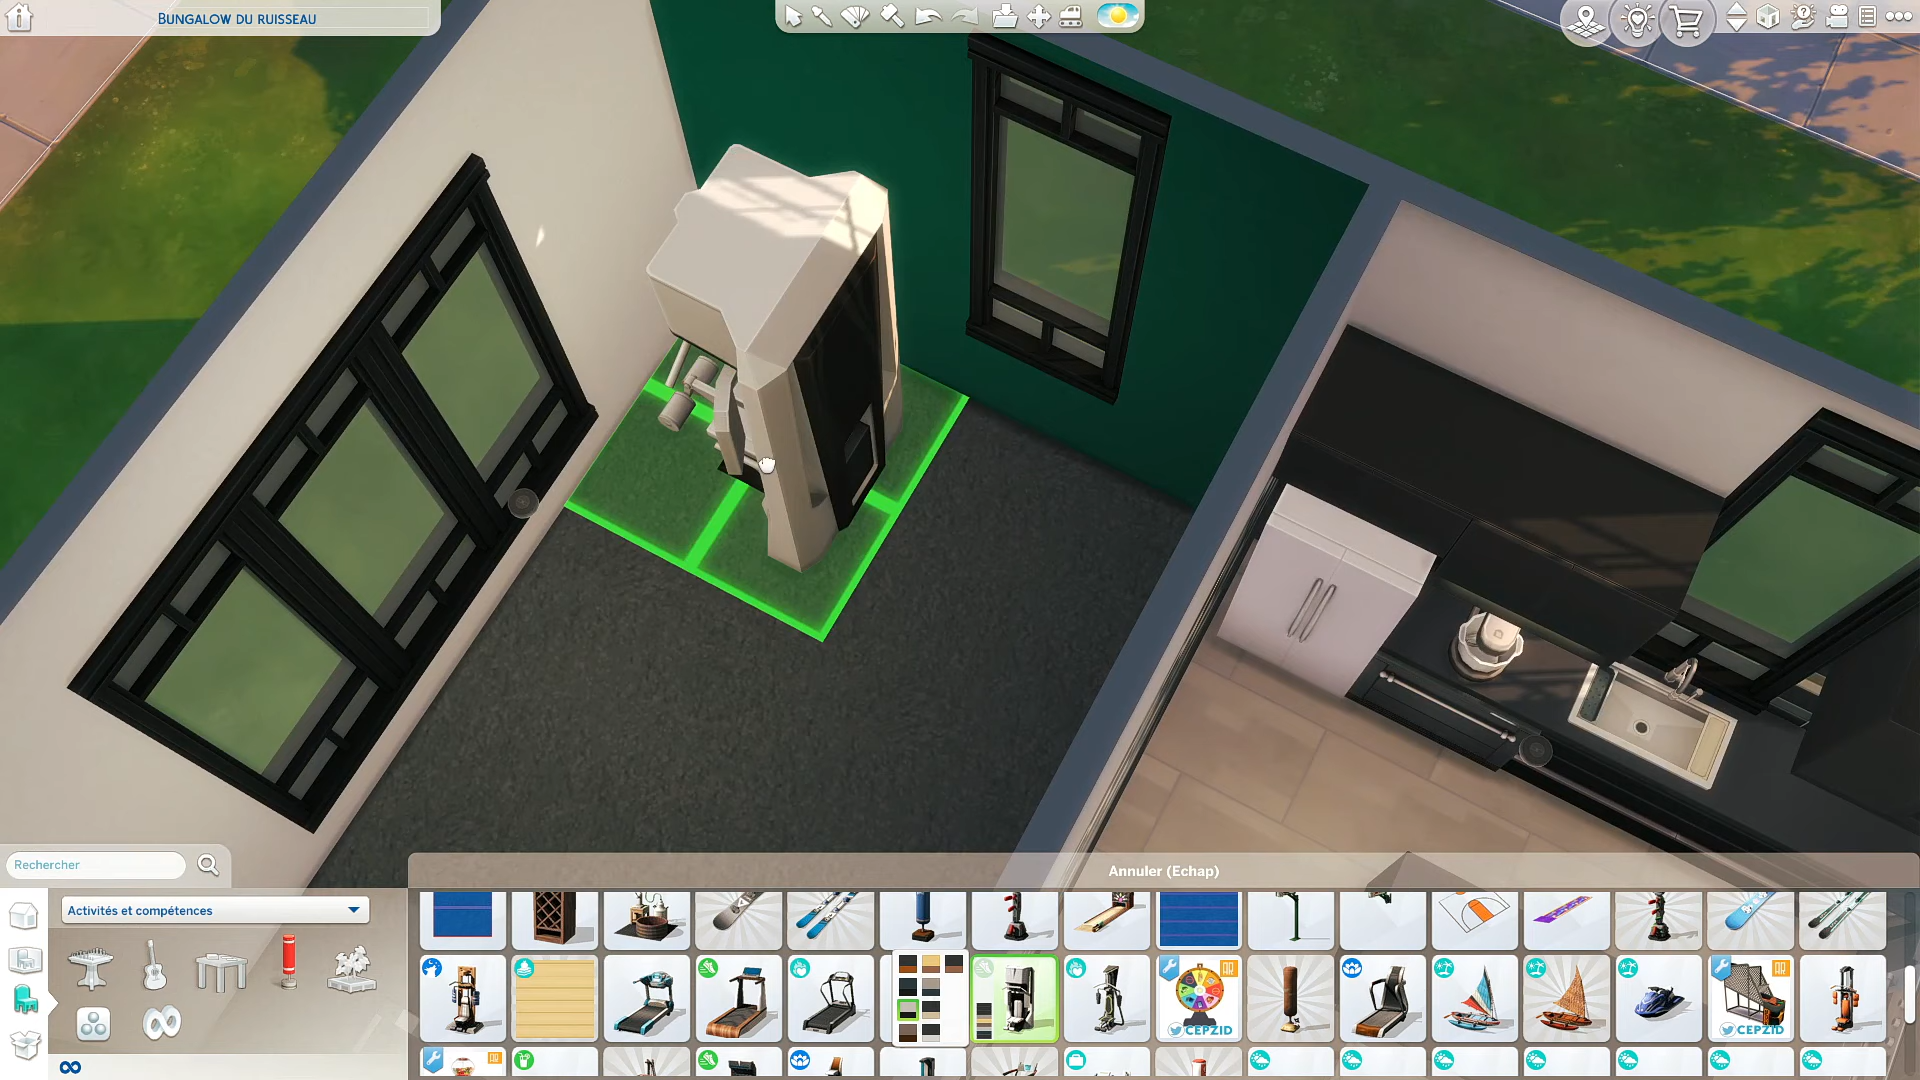 Bungalow du ruisseau
Annuler (Echap)
Rechercher
Activités et compétences
CEPZID
CEPZID